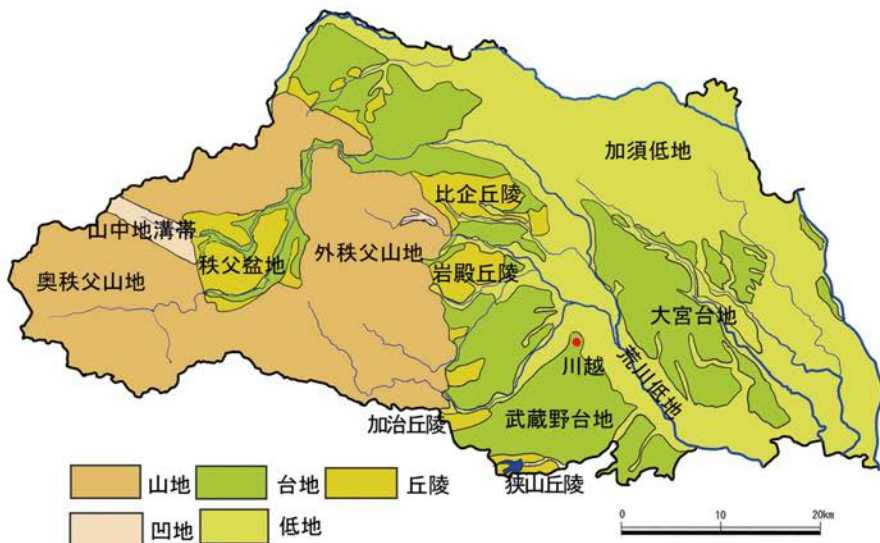 加須低地
比企丘陵
山中地溝帯
秩父盆地
外秩父山地
岩殿丘陵
奥秩父山地
大宮台地
川越
荒川低地
武蔵野台地
加治丘陵
狭山丘陵
山地
台地
丘陵
凹地
低地
0 10 20km